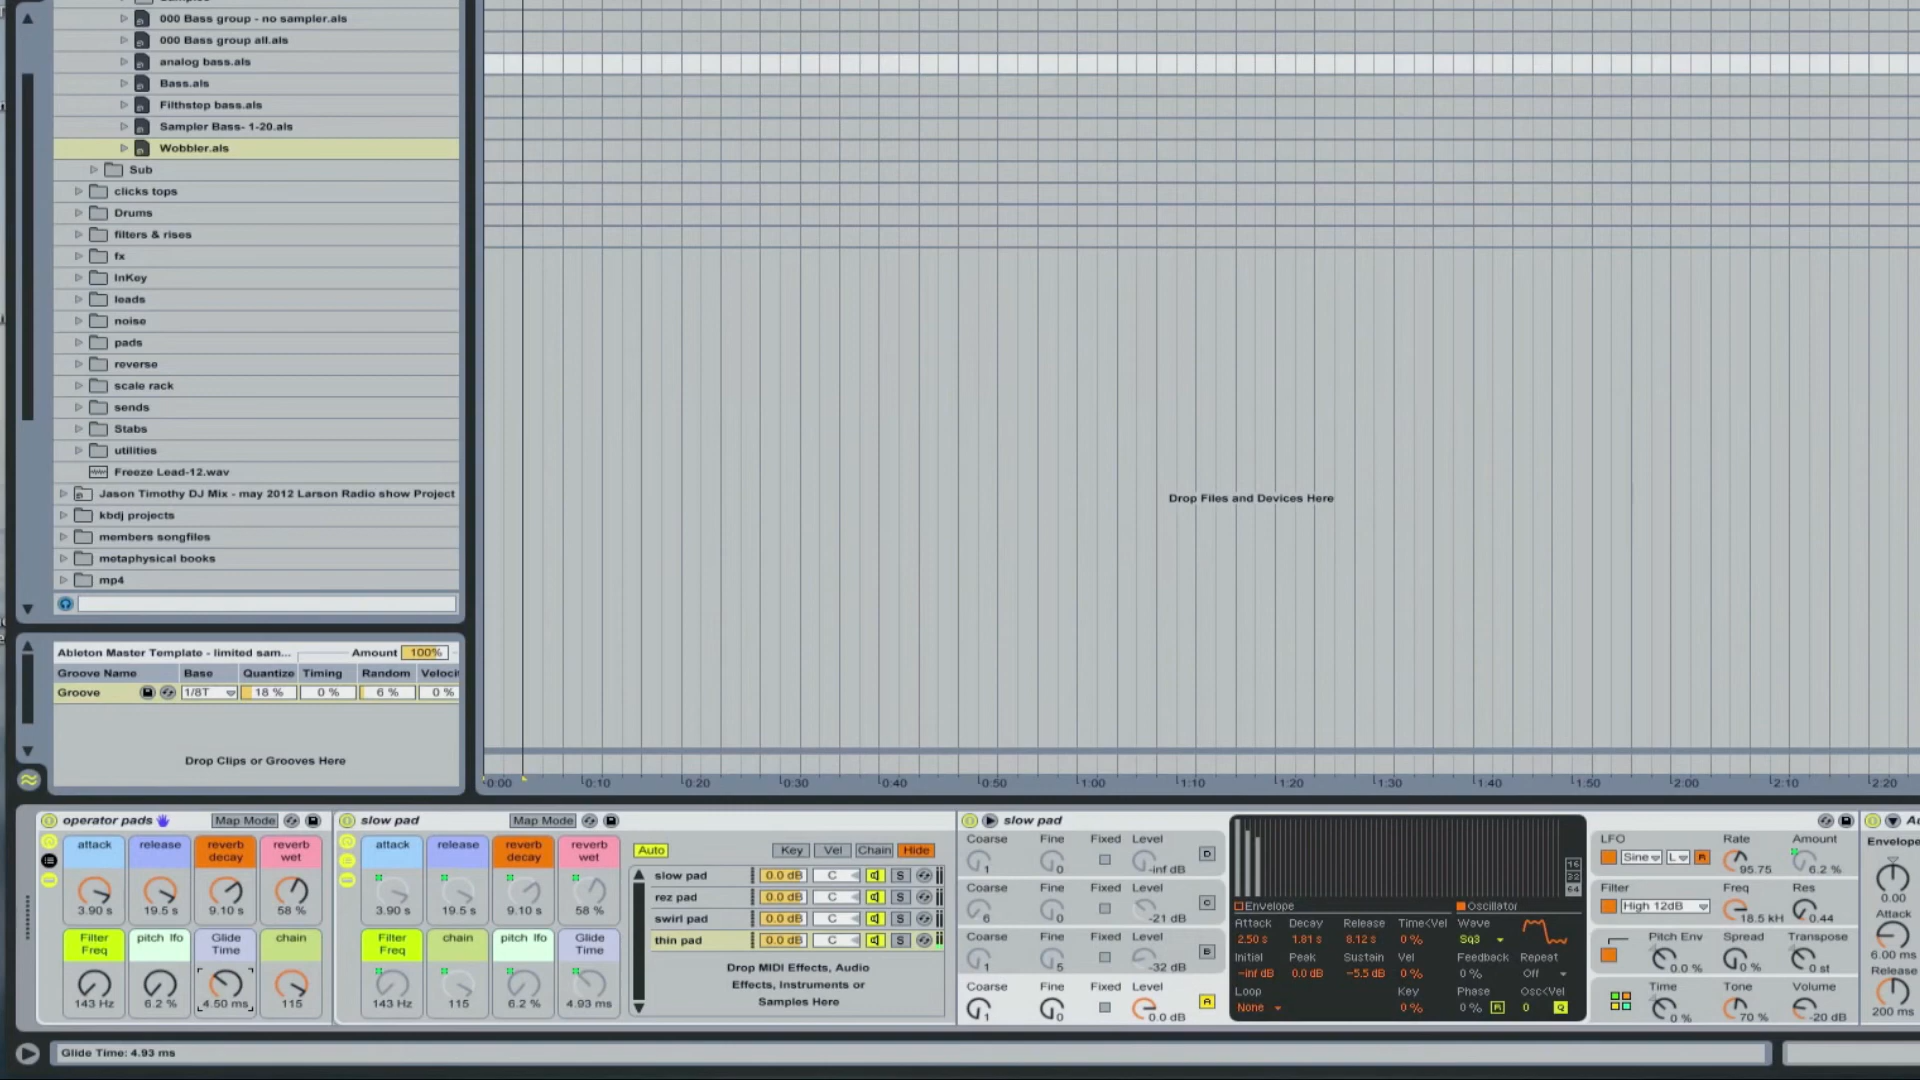 000 Bass group - no sampler.als
000 Bass group all.als
analog bass.als
Bass.als
Filthstep bass.als
Sampler Bass- 1-20.als
Wobbler.als
Sub
clicks tops
Drums
filters & rises
fx
InKey
leads
noise
pads
reverse
scale rack
sends
Stabs
utilities
Freeze Lead-12.wav
Jason Timothy DJ Mix - may 2012 Larson Radio show Project
kbdj projects
members songfiles
metaphysical books
mp4
Drop Files and Devices Here
Ableton Master Template - limited sam... Amount 100%
Groove Name Base Quantize Timing Random Veloci
Groove 1/8T 18 % 0 % 6 % 0 %
Drop Clips or Grooves Here
0:00 0:10 0:20 0:30 0:40 0:50 1:00 1:10 1:20 1:30 1:40 1:50 2:00 2:10 2:20
operator pads Map Mode
attack release reverb decay reverb wet
3.90 s 19.5 s 9.10 s 58 %
Filter Freq pitch lfo Glide Time chain
143 Hz 6.2 % 4.50 ms 115
slow pad Map Mode
attack release reverb decay reverb wet
3.90 s 19.5 s 9.10 s 58 %
Filter Freq chain pitch lfo Glide Time
143 Hz 115 6.2 % 4.93 ms
Auto Key Vel Chain Hide
slow pad 0.0 dB C S
rez pad 0.0 dB C S
swirl pad 0.0 dB C S
thin pad 0.0 dB C S
Drop MIDI Effects, Audio
Effects, Instruments or
Samples Here
slow pad
Coarse Fine Fixed Level
1 0 -inf dB D
Coarse Fine Fixed Level
6 0 -21 dB C
Coarse Fine Fixed Level
1 5 -32 dB B
Coarse Fine Fixed Level
1 0 0.0 dB A
16
32
64
Envelope Oscillator
Attack Decay Release Time<Vel Wave
2.50 s 1.81 s 8.12 s 0 % Sq3
Initial Peak Sustain Vel Feedback Repeat
-inf dB 0.0 dB -5.5 dB 0 % 0 % Off
Loop Key Phase Osc<Vel
None 0 % 0 % R 0 Q
LFO Rate Amount
Sine L R 95.75 6.2 %
Filter Freq Res
High 12dB 18.5 kH 0.44
Pitch Env Spread Transpose
0.0 % 0 % 0 st
Time Tone Volume
0 % 70 % -20 dB
Envelope
0.00
Attack
6.00 ms
Release
200 ms
Glide Time: 4.93 ms